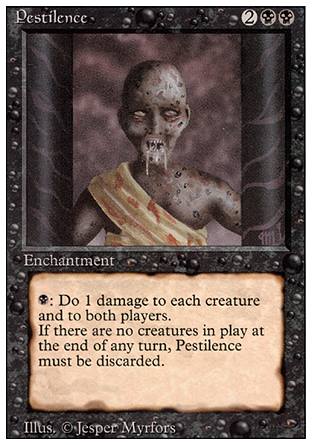 Pestilence 2
Enchantment
: Do 1 damage to each creature
and to both players.
If there are no creatures in play at
the end of any turn, Pestilence
must be discarded.
Illus. © Jesper Myrfors